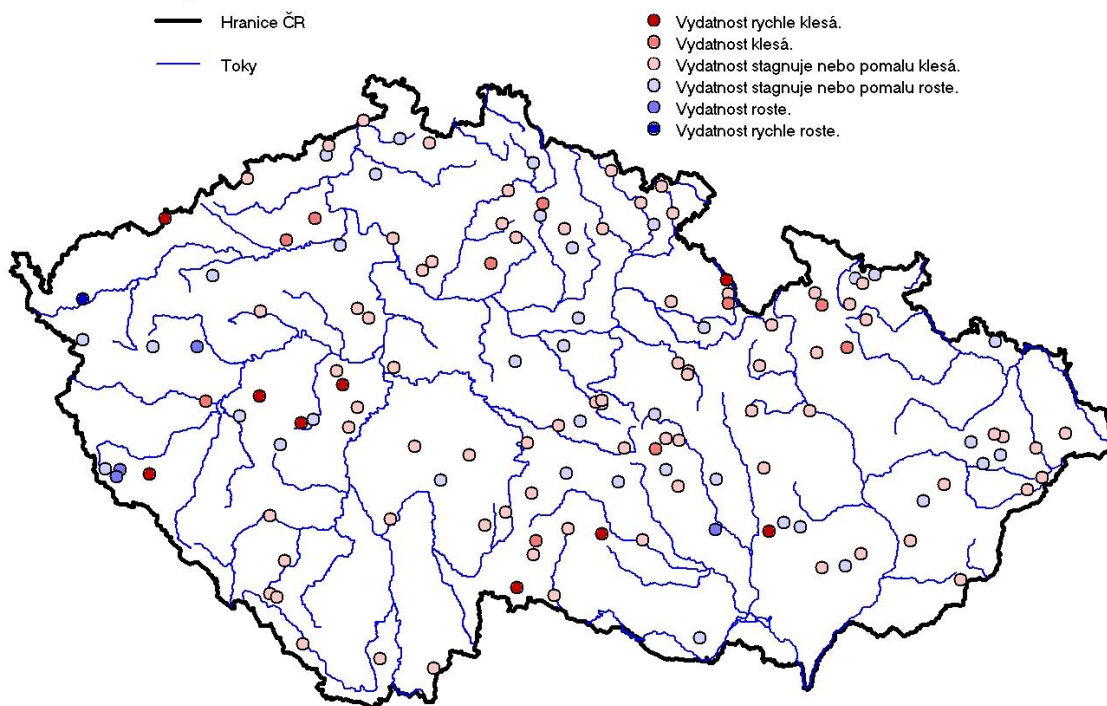 Hranice ČR
Toky
Vydatnost rychle klesá.
Vydatnost klesá.
Vydatnost stagnuje nebo pomalu klesá.
Vydatnost stagnuje nebo pomalu roste.
Vydatnost roste.
Vydatnost rychle roste.